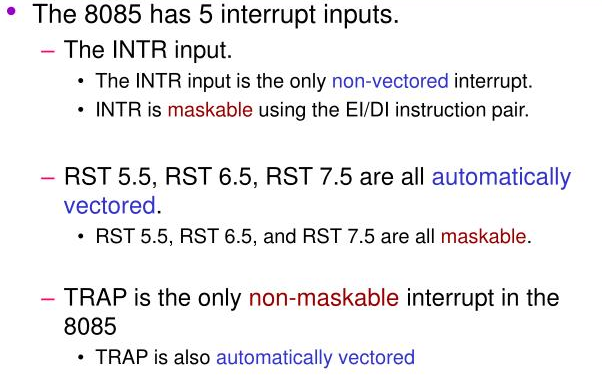 • The 8085 has 5 interrupt inputs.
– The INTR input.
• The INTR input is the only non-vectored interrupt.
• INTR is maskable using the EI/DI instruction pair.
– RST 5.5, RST 6.5, RST 7.5 are all automatically
vectored.
• RST 5.5, RST 6.5, and RST 7.5 are all maskable.
– TRAP is the only non-maskable interrupt in the
8085
• TRAP is also automatically vectored